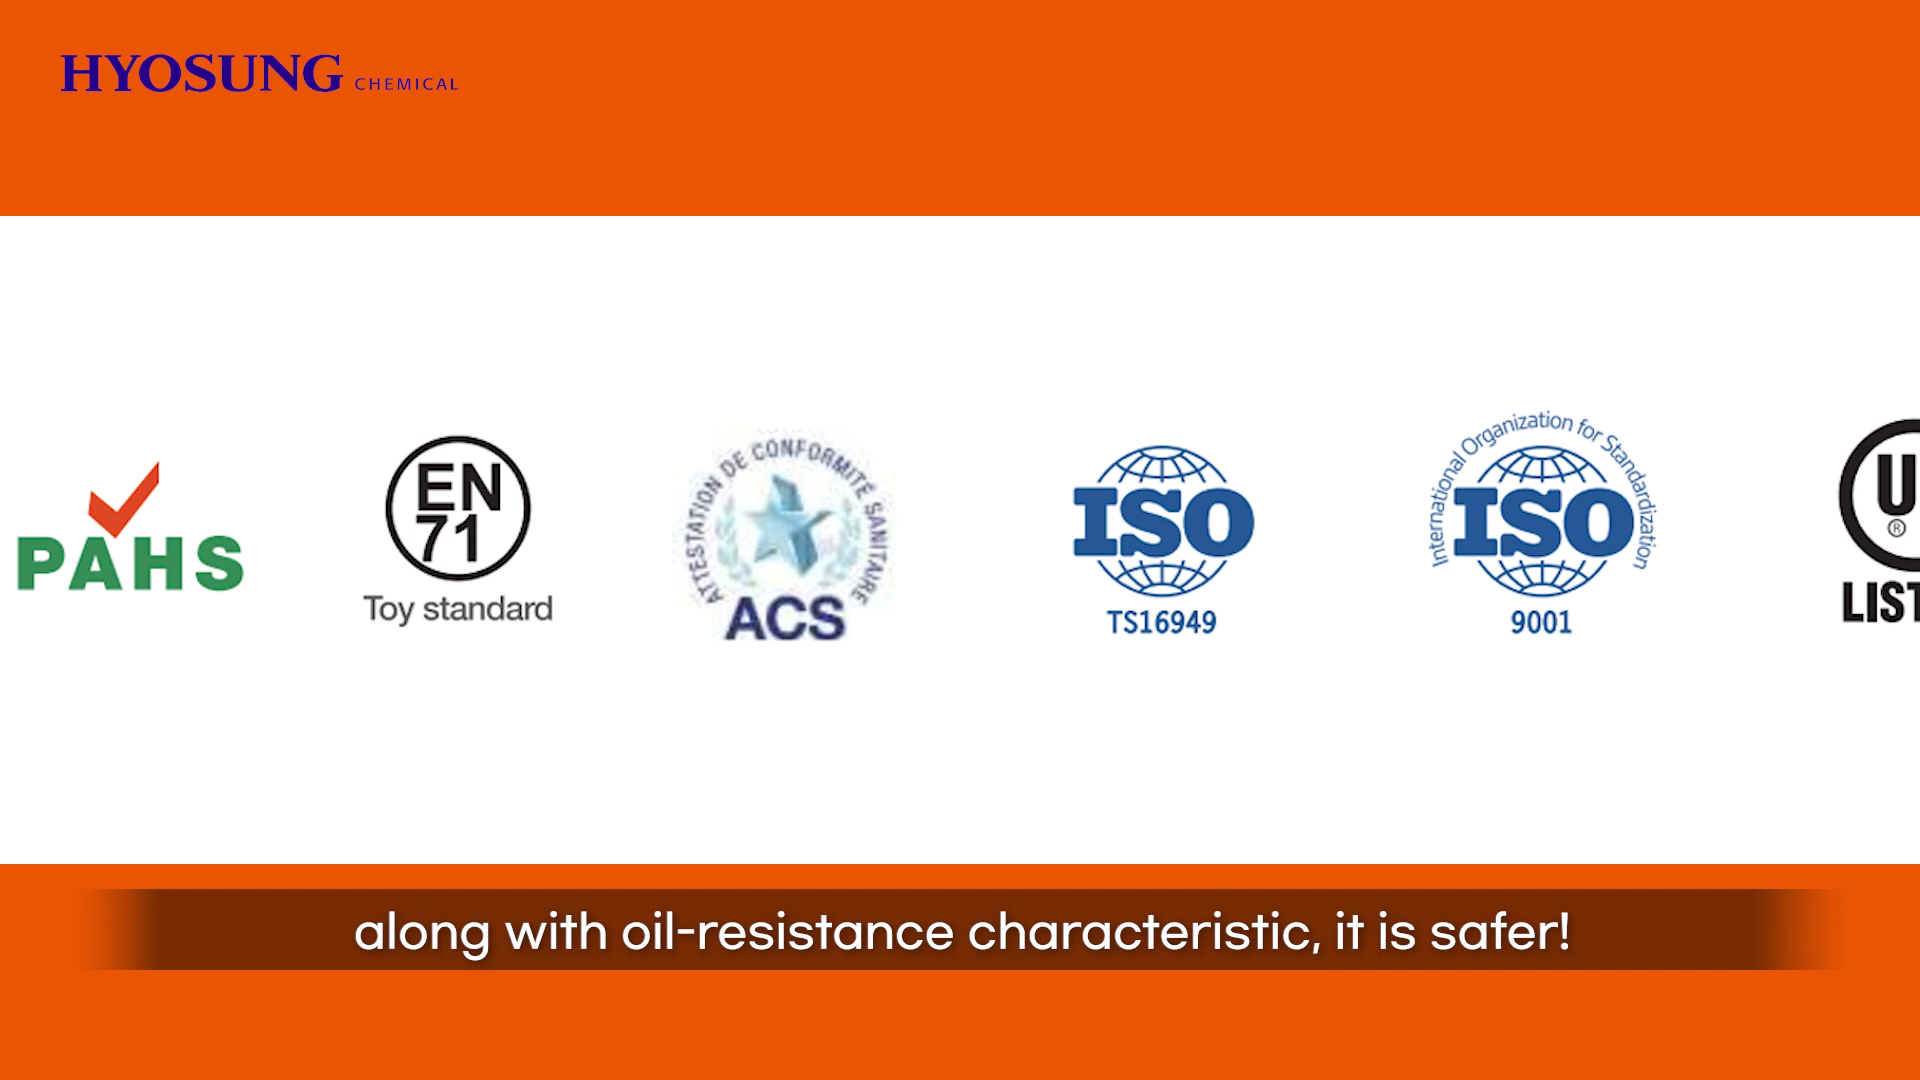 HYOSUNG CHEMICAL
PAHS
EN
71
Toy standard
ATTESTATION DE CONFORMITÉ SANITAIRE
ACS
ISO
TS16949
International Organization for Standardization
ISO
9001
U
®
LIST
along with oil-resistance characteristic, it is safer!